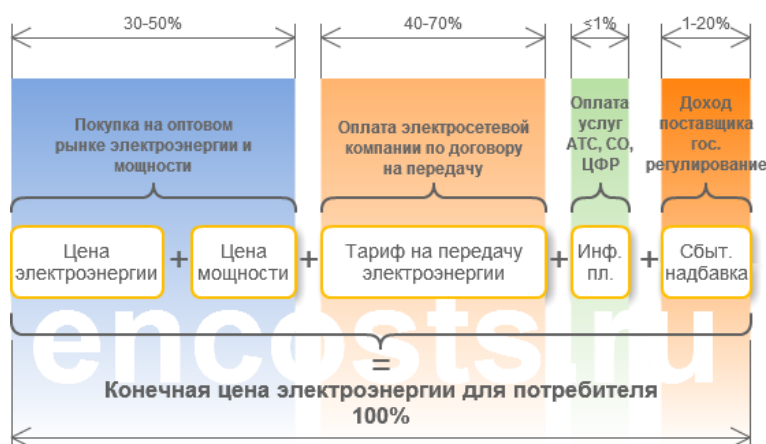 30-50%
40-70%
≤1%
1-20%
Покупка на оптовом
рынке электроэнергии и
мощности
Оплата электросетевой
компании по договору
на передачу
Оплата
услуг
АТС, СО,
ЦФР
Доход
поставщика
гос.
регулирование
Цена
электроэнергии
+
Цена
мощности
+
Тариф на передачу
электроэнергии
+
Инф.
пл.
+
Сбыт.
надбавка
encosts.ru
=
Конечная цена электроэнергии для потребителя
100%